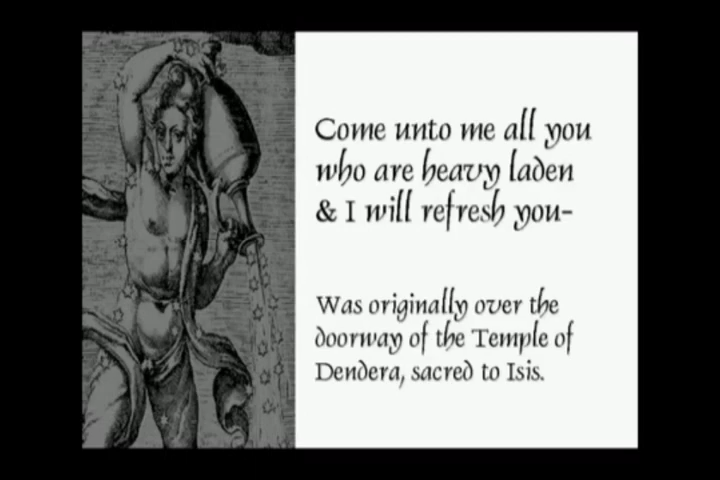 Come unto me all you
who are heavy laden
& I will refresh you-
Was originally over the
doorway of the Temple of
Dendera, sacred to Isis.